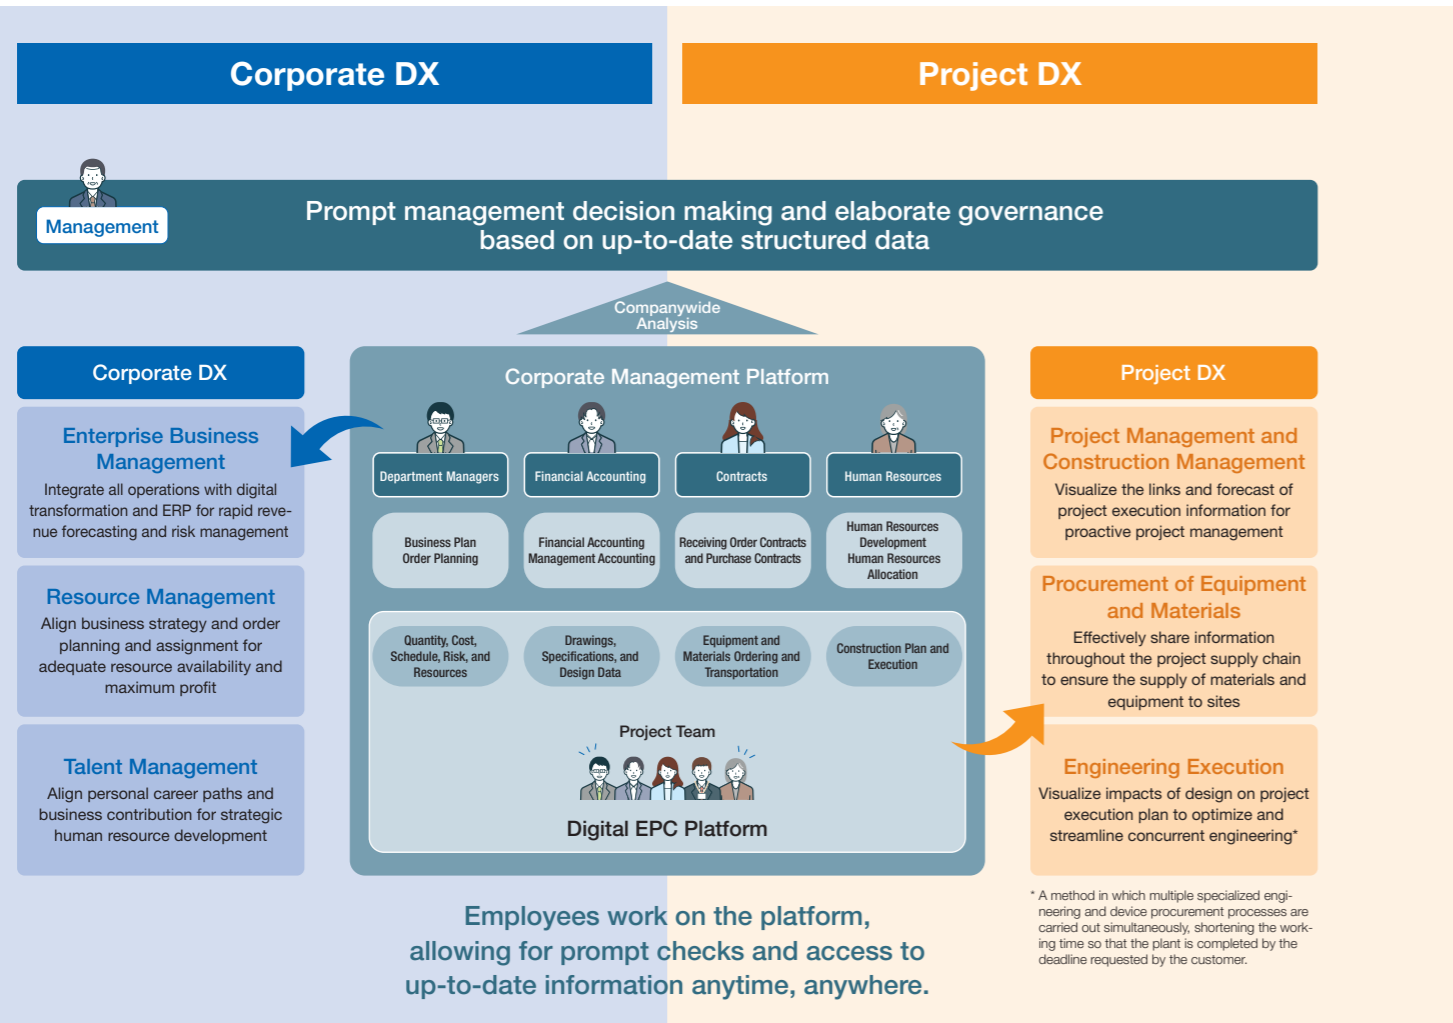 Corporate DX
Project DX
Management
Prompt management decision making and elaborate governance
based on up-to-date structured data
Companywide
Analysis
Corporate DX
Enterprise Business
Management
Integrate all operations with digital
transformation and ERP for rapid reve-
nue forecasting and risk management
Resource Management
Align business strategy and order
planning and assignment for
adequate resource availability and
maximum profit
Talent Management
Align personal career paths and
business contribution for strategic
human resource development
Corporate Management Platform
Department Managers
Financial Accounting
Contracts
Human Resources
Business Plan
Order Planning
Financial Accounting
Management Accounting
Receiving Order Contracts
and Purchase Contracts
Human Resources
Development
Human Resources
Allocation
Quantity, Cost,
Schedule, Risk, and
Resources
Drawings,
Specifications, and
Design Data
Equipment and
Materials Ordering and
Transportation
Construction Plan and
Execution
Project Team
Digital EPC Platform
Project DX
Project Management and
Construction Management
Visualize the links and forecast of
project execution information for
proactive project management
Procurement of Equipment
and Materials
Effectively share information
throughout the project supply chain
to ensure the supply of materials and
equipment to sites
Engineering Execution
Visualize impacts of design on project
execution plan to optimize and
streamline concurrent engineering*
* A method in which multiple specialized engi-
neering and device procurement processes are
carried out simultaneously, shortening the work-
ing time so that the plant is completed by the
deadline requested by the customer.
Employees work on the platform,
allowing for prompt checks and access to
up-to-date information anytime, anywhere.